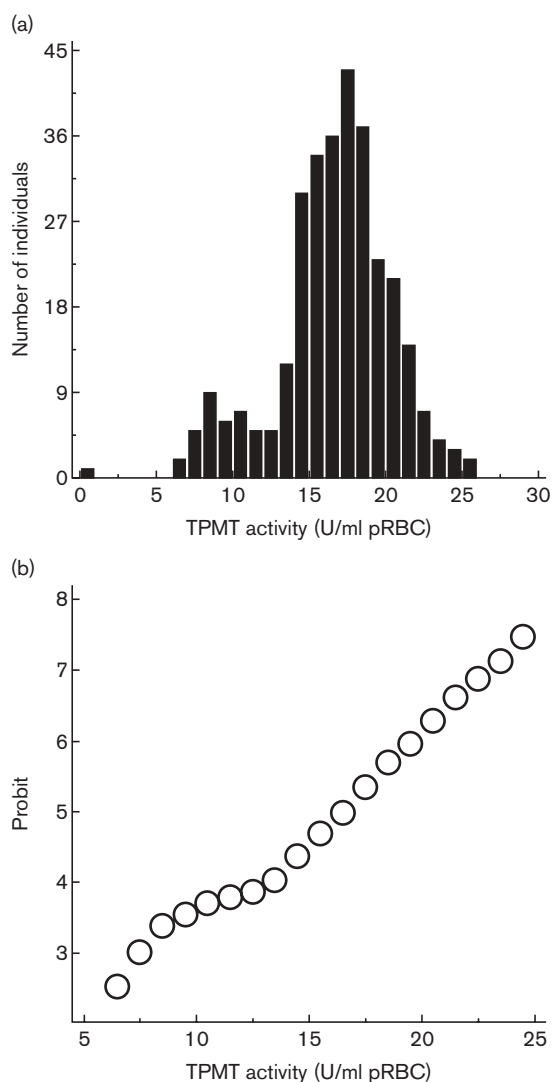 (a)
45
36
27
18
9
0
Number of individuals
0 5 10 15 20 25 30
TPMT activity (U/ml pRBC)
(b)
8
7
6
5
4
3
Probit
5 10 15 20 25
TPMT activity (U/ml pRBC)